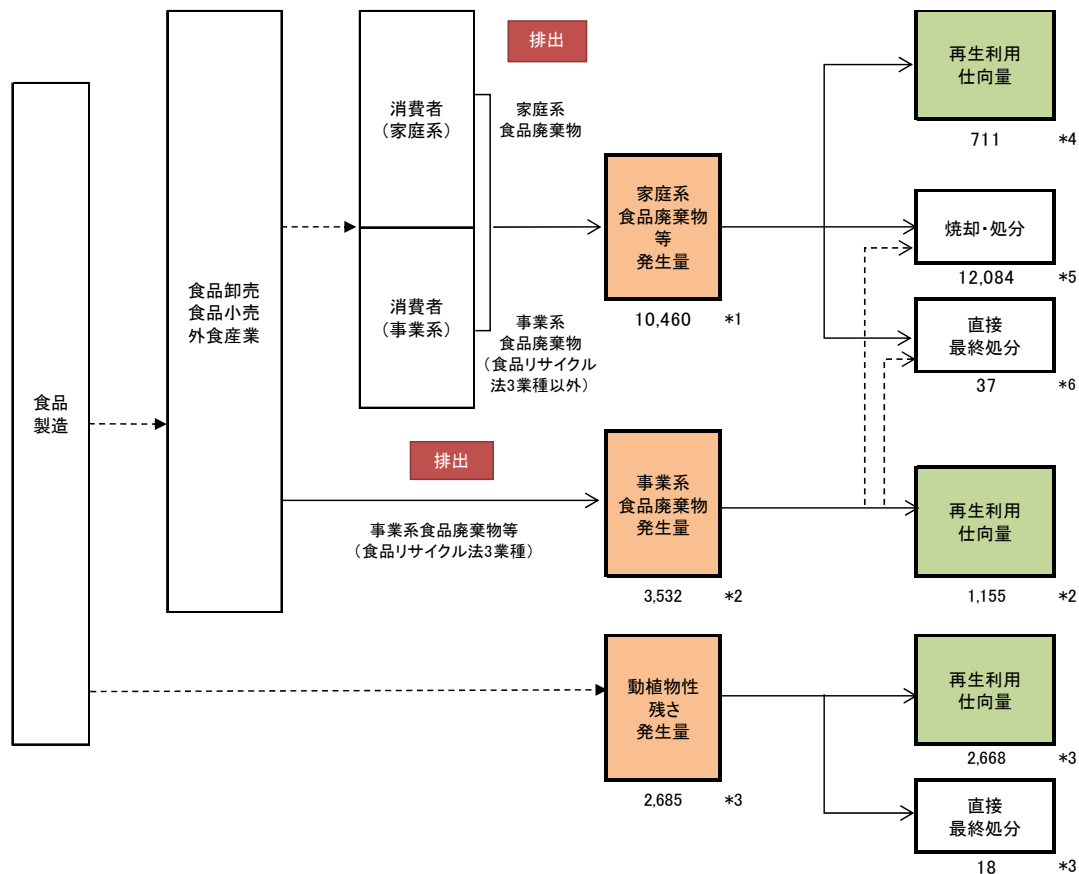 食品
製造
食品卸売
食品小売
外食産業
消費者
（家庭系）
消費者
（事業系）
排出
家庭系
食品廃棄物
事業系
食品廃棄物
（食品リサイクル
法3業種以外）
排出
事業系食品廃棄物等
（食品リサイクル法3業種）
家庭系
食品廃棄物
等
発生量
10,460 *1
事業系
食品廃棄物
発生量
3,532 *2
動植物性
残さ
発生量
2,685 *3
再生利用
仕向量
711 *4
焼却・処分
12,084 *5
直接
最終処分
37 *6
再生利用
仕向量
1,155 *2
再生利用
仕向量
2,668 *3
直接
最終処分
18 *3